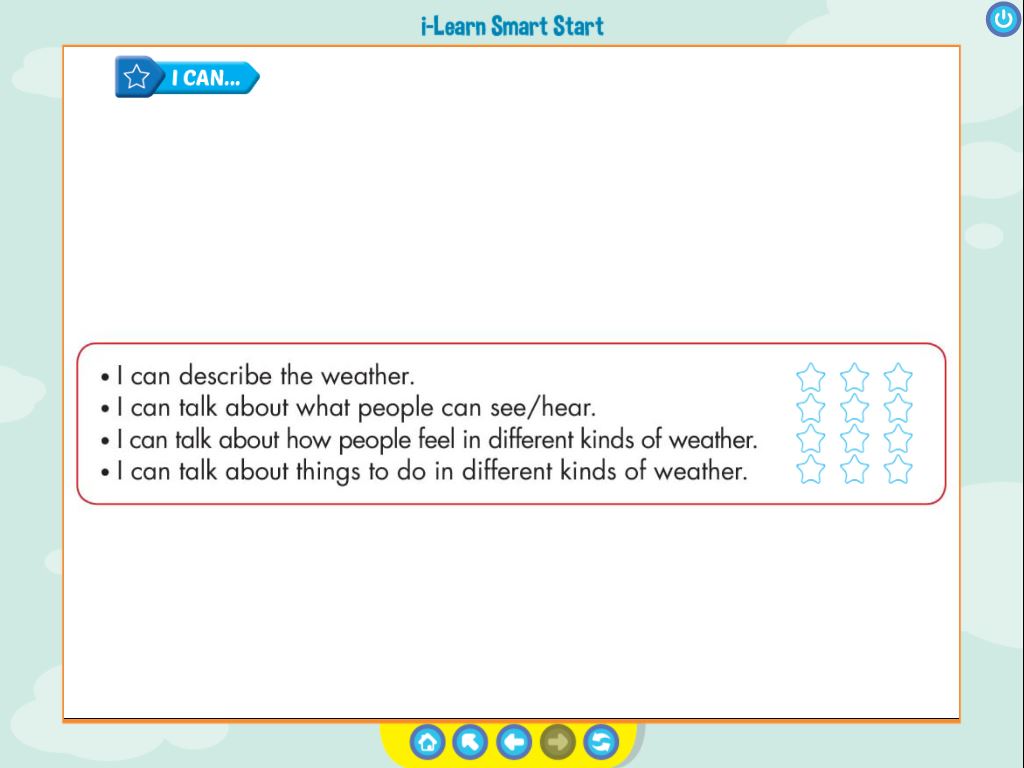 i-Learn Smart Start
I CAN...
• I can describe the weather.
• I can talk about what people can see/hear.
• I can talk about how people feel in different kinds of weather.
• I can talk about things to do in different kinds of weather.